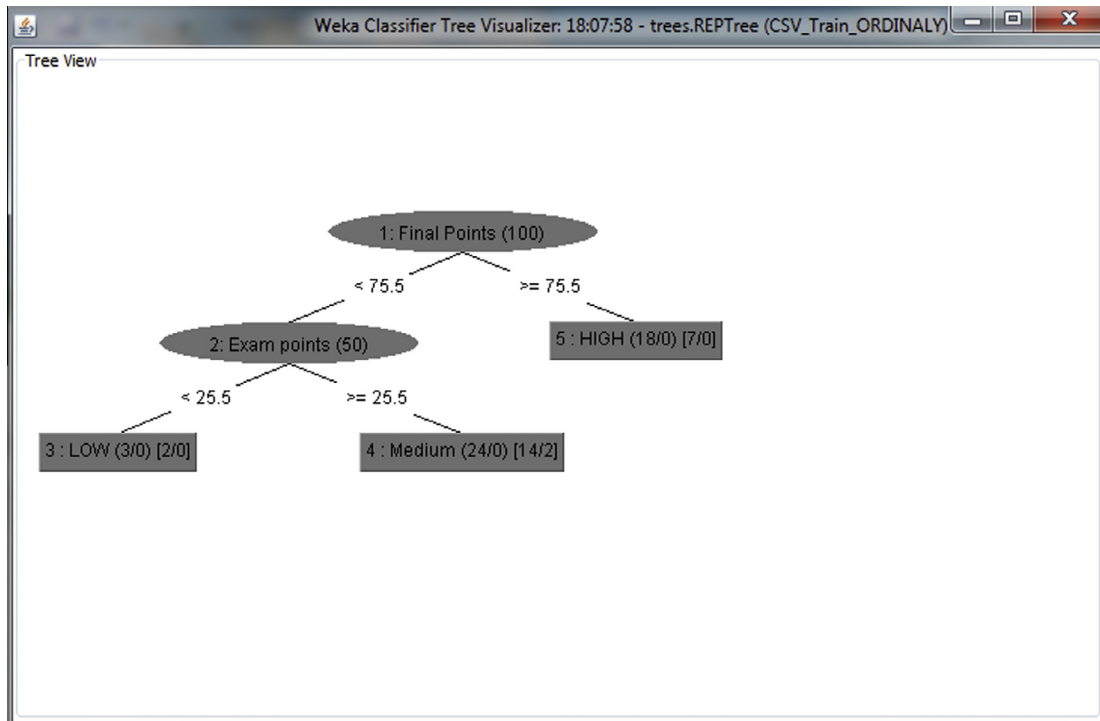 Weka Classifier Tree Visualizer: 18:07:58 - trees.REPTree (CSV_Train_ORDINALY)
Tree View
1: Final Points (100)
< 75.5
>= 75.5
2: Exam points (50)
5 : HIGH (18/0) [7/0]
< 25.5
>= 25.5
3 : LOW (3/0) [2/0]
4 : Medium (24/0) [14/2]